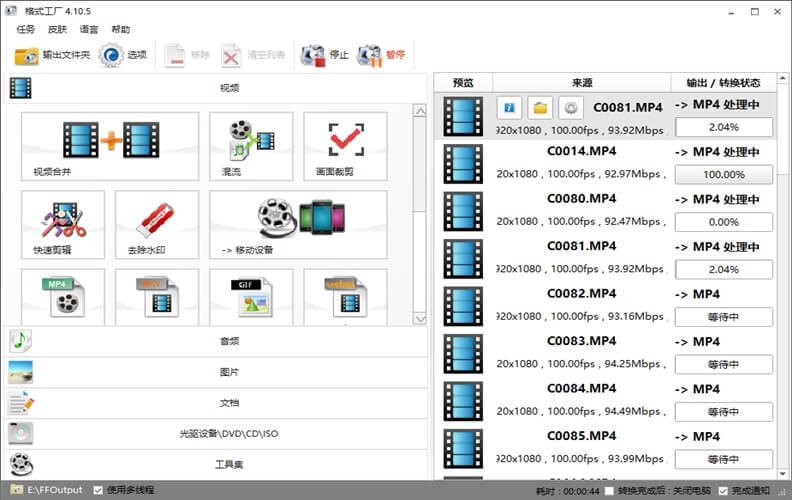 格式工厂 4.10.5
任务 皮肤 语言 帮助
输出文件夹 选项 移除 清空列表 停止 暂停
视频
视频合并
混流
画面裁剪
快速剪辑
去除水印
-> 移动设备
MP4
MKV
GIF
WebM
音频
图片
文档
光驱设备\DVD\CD\ISO
工具集
预览 来源 输出 / 转换状态
C0081.MP4 -> MP4 处理中
920x1080 , 100.00fps , 93.92Mbps , 2.04%
C0014.MP4 -> MP4 处理中
20x1080 , 100.00fps , 92.97Mbps , 100.00%
C0080.MP4 -> MP4 处理中
20x1080 , 100.00fps , 92.47Mbps , 0.00%
C0081.MP4 -> MP4 处理中
20x1080 , 100.00fps , 93.92Mbps , 2.04%
C0082.MP4 -> MP4
920x1080 , 100.00fps , 93.16Mbps , 等待中
C0083.MP4 -> MP4
20x1080 , 100.00fps , 94.25Mbps , 等待中
C0084.MP4 -> MP4
20x1080 , 100.00fps , 94.49Mbps , 等待中
C0085.MP4 -> MP4
920x1080 , 100.00fps , 93.99Mbps , 等待中
E:\FFOutput 使用多线程 耗时 : 00:00:44 转换完成后 : 关闭电脑 完成通知